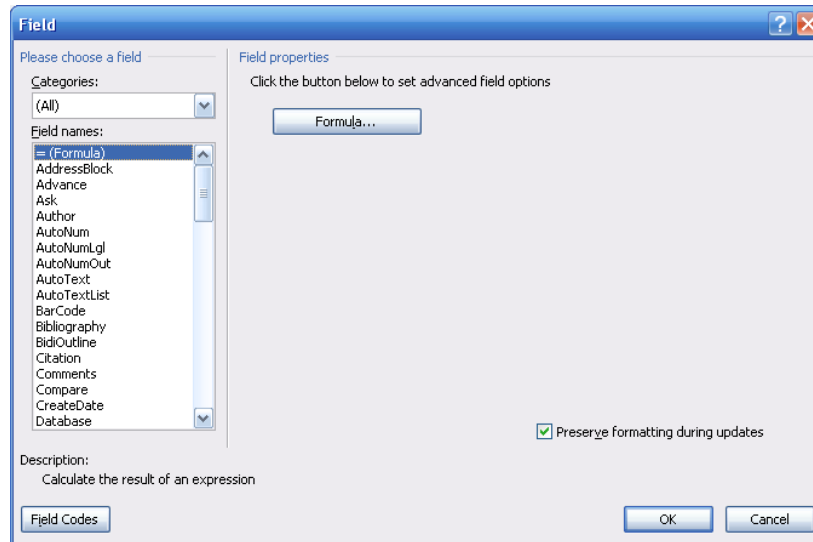 Field
Please choose a field
Categories:
(All)
Field names:
= (Formula)
AddressBlock
Advance
Ask
Author
AutoNum
AutoNumLgl
AutoNumOut
AutoText
AutoTextList
BarCode
Bibliography
BidiOutline
Citation
Comments
Compare
CreateDate
Database
Field properties
Click the button below to set advanced field options
Formula...
Preserve formatting during updates
Description:
Calculate the result of an expression
Field Codes
OK
Cancel